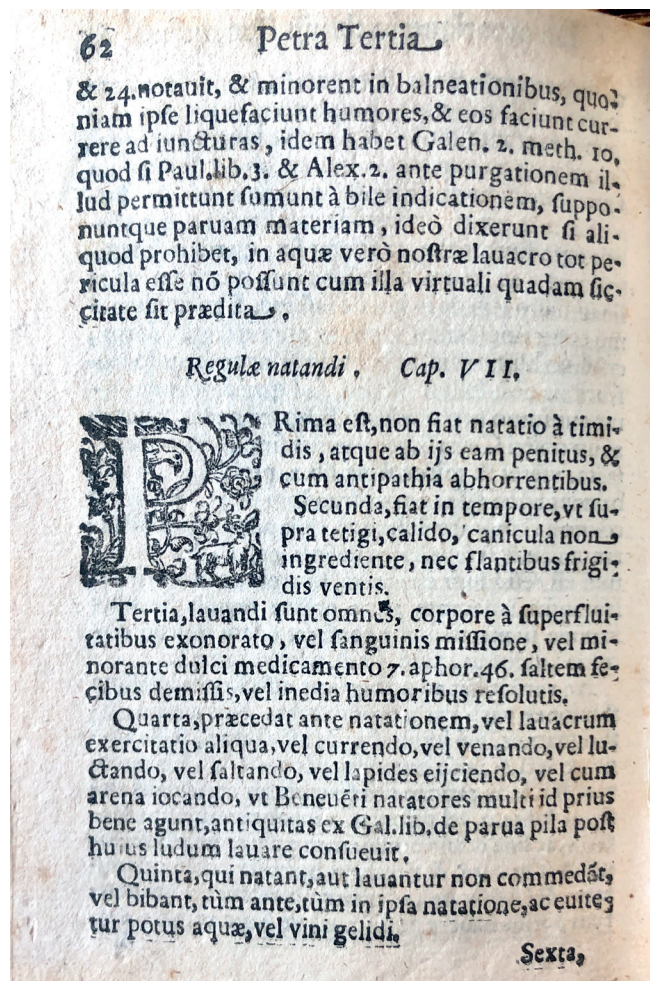 62 Petra Tertia
& 24. notauit, & minorent in balneationibus, quo-
niam ipſe liquefaciunt humores, & eos faciunt cur-
rere ad iuncturas, idem habet Galen. 2. meth. 10,
quod ſi Paul. lib. 3. & Alex. 2. ante purgationem il-
lud permittunt ſumunt à bile indicationem, ſuppo-
nuntque paruam materiam, ideò dixerunt ſi ali-
quod prohibet, in aquæ verò noſtræ lauacro tot pe-
ricula eſſe nō poſſunt cum illa virtuali quadam ſic-
citate ſit prædita.
Regulæ natandi. Cap. VII.
PRima eſt, non fiat natatio à timi-
dis, atque ab ijs eam penitus, &
cum antipathia abhorrentibus.
Secunda, fiat in tempore, vt ſu-
pra tetigi, calido, canicula non
ingrediente, nec flantibus frigi-
dis ventis.
Tertia, lauandi ſunt omnes, corpore à ſuperflui-
tatibus exonorato, vel ſanguinis miſſione, vel mi-
norante dulci medicamento 7. aphor. 46. ſaltem fe-
cibus demiſſis, vel inedia humoribus reſolutis.
Quarta, præcedat ante natationem, vel lauacrum
exercitatio aliqua, vel currendo, vel venando, vel lu-
ctando, vel ſaltando, vel lapides eijciendo, vel cum
arena iocando, vt Beneuēti natatores multi id prius
bene agunt, antiquitas ex Gal. lib. de parua pila poſt
huius ludum lauare conſueuit.
Quinta, qui natant, aut lauantur non commedāt,
vel bibant, tùm ante, tùm in ipſa natatione, ac euite-
tur potus aquæ, vel vini gelidi.
Sexta,